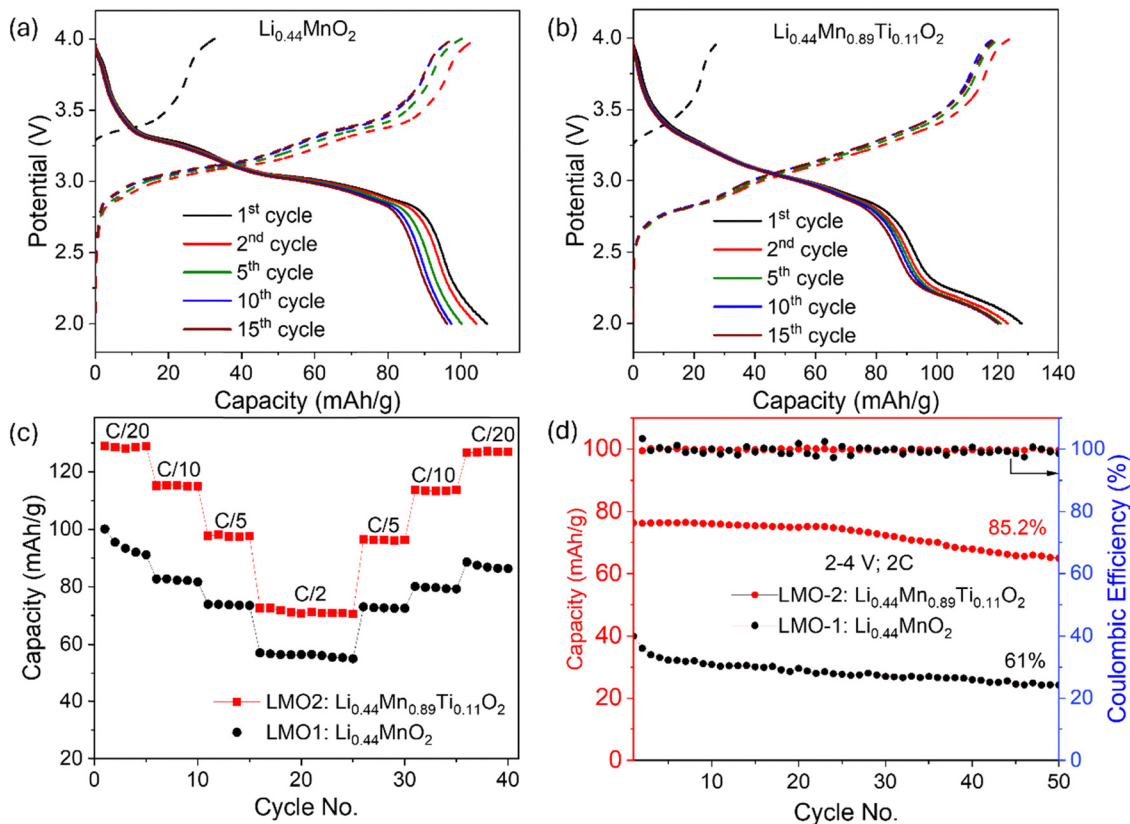 (a)
Li0.44MnO2
4.0
3.5
3.0
2.5
2.0
Potential (V)
1st cycle
2nd cycle
5th cycle
10th cycle
15th cycle
0 20 40 60 80 100
Capacity (mAh/g)
(b)
Li0.44Mn0.89Ti0.11O2
4.0
3.5
3.0
2.5
2.0
Potential (V)
1st cycle
2nd cycle
5th cycle
10th cycle
15th cycle
0 20 40 60 80 100 120 140
Capacity (mAh/g)
(c)
C/20
C/10
C/5
C/2
C/5
C/10
C/20
120
100
80
60
40
20
Capacity (mAh/g)
LMO2: Li0.44Mn0.89Ti0.11O2
LMO1: Li0.44MnO2
0 10 20 30 40
Cycle No.
(d)
100
80
60
40
20
0
Capacity (mAh/g)
85.2%
2-4 V; 2C
LMO-2: Li0.44Mn0.89Ti0.11O2
LMO-1: Li0.44MnO2
61%
100
80
60
40
20
0
Coulombic Efficiency (%)
10 20 30 40 50
Cycle No.